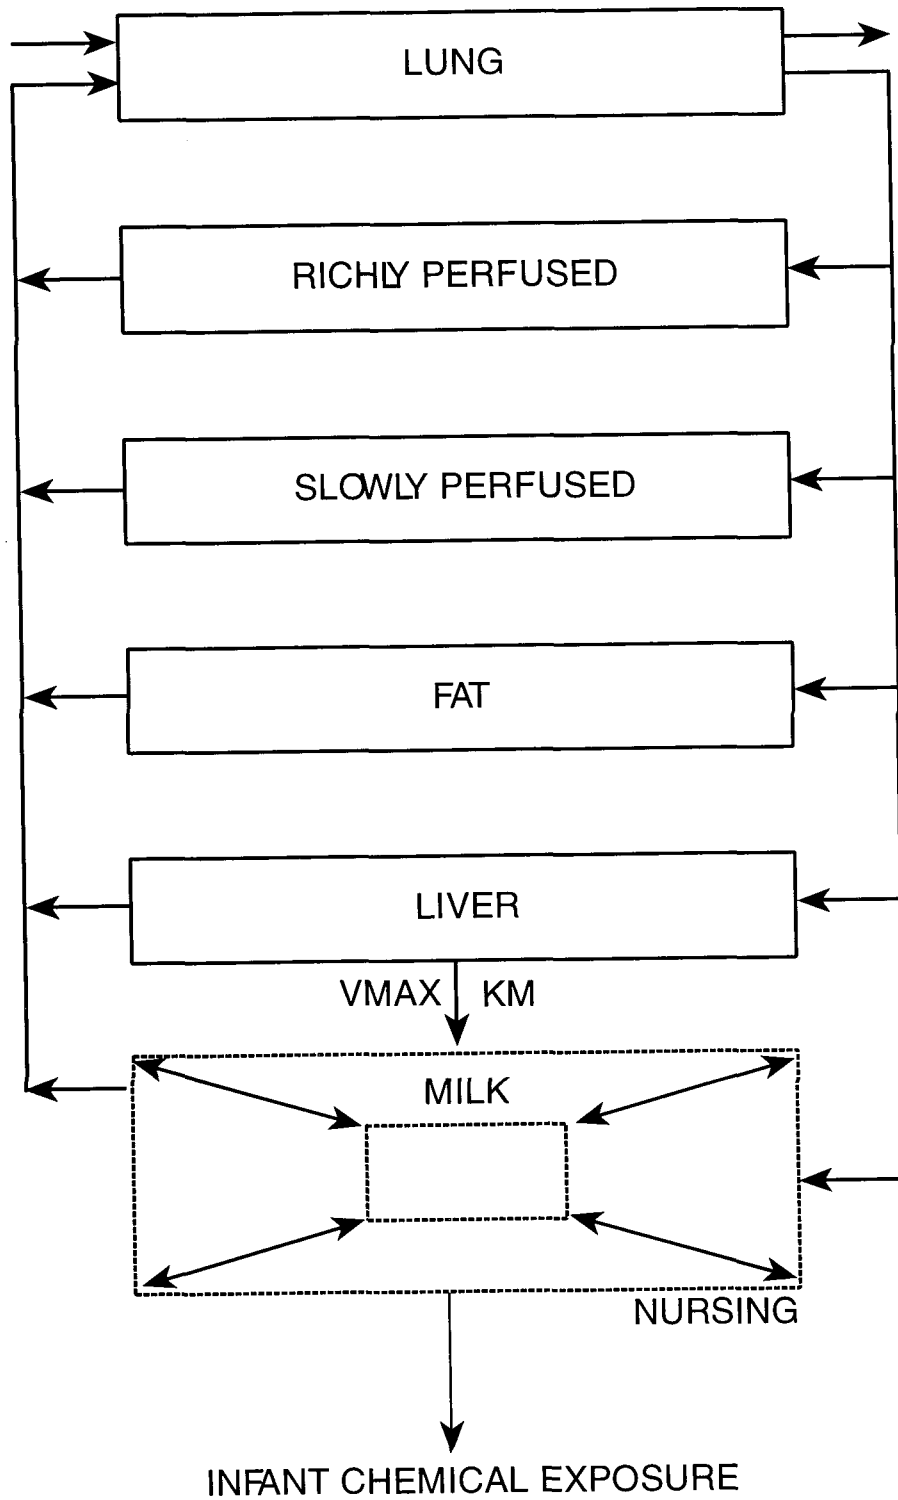 LUNG
RICHLY PERFUSED
SLOWLY PERFUSED
FAT
LIVER
VMAX KM
MILK
NURSING
INFANT CHEMICAL EXPOSURE